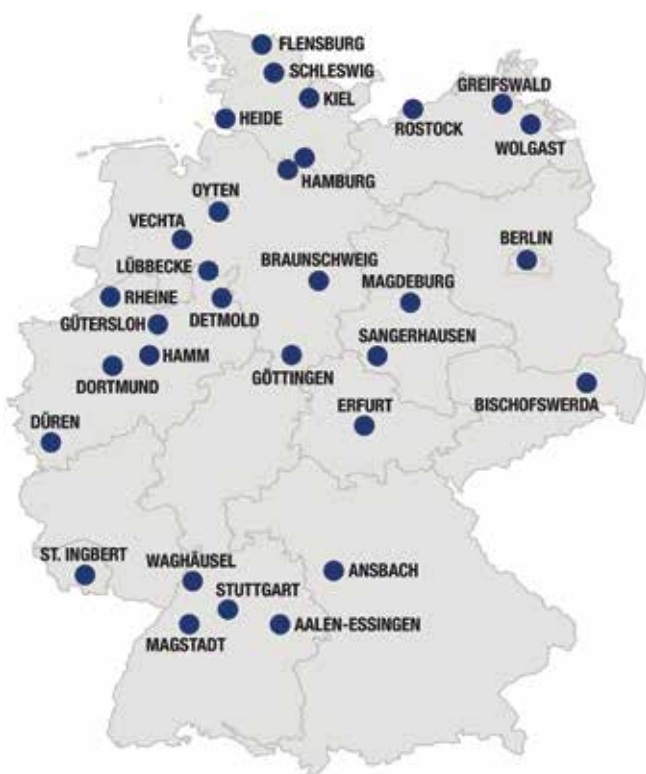 FLENSBURG
SCHLESWIG
GREIFSWALD
KIEL
HEIDE
ROSTOCK
WOLGAST
HAMBURG
OYTEN
VECHTA
BERLIN
BRAUNSCHWEIG
LÜBBECKE
MAGDEBURG
RHEINE
DETMOLD
GÜTERSLOH
SANGERHAUSEN
HAMM
DORTMUND
GÖTTINGEN
ERFURT
BISCHOFSWERDA
DÜREN
ST. INGBERT
WAGHÄUSEL
ANSBACH
STUTTGART
AALEN-ESSINGEN
MAGSTADT